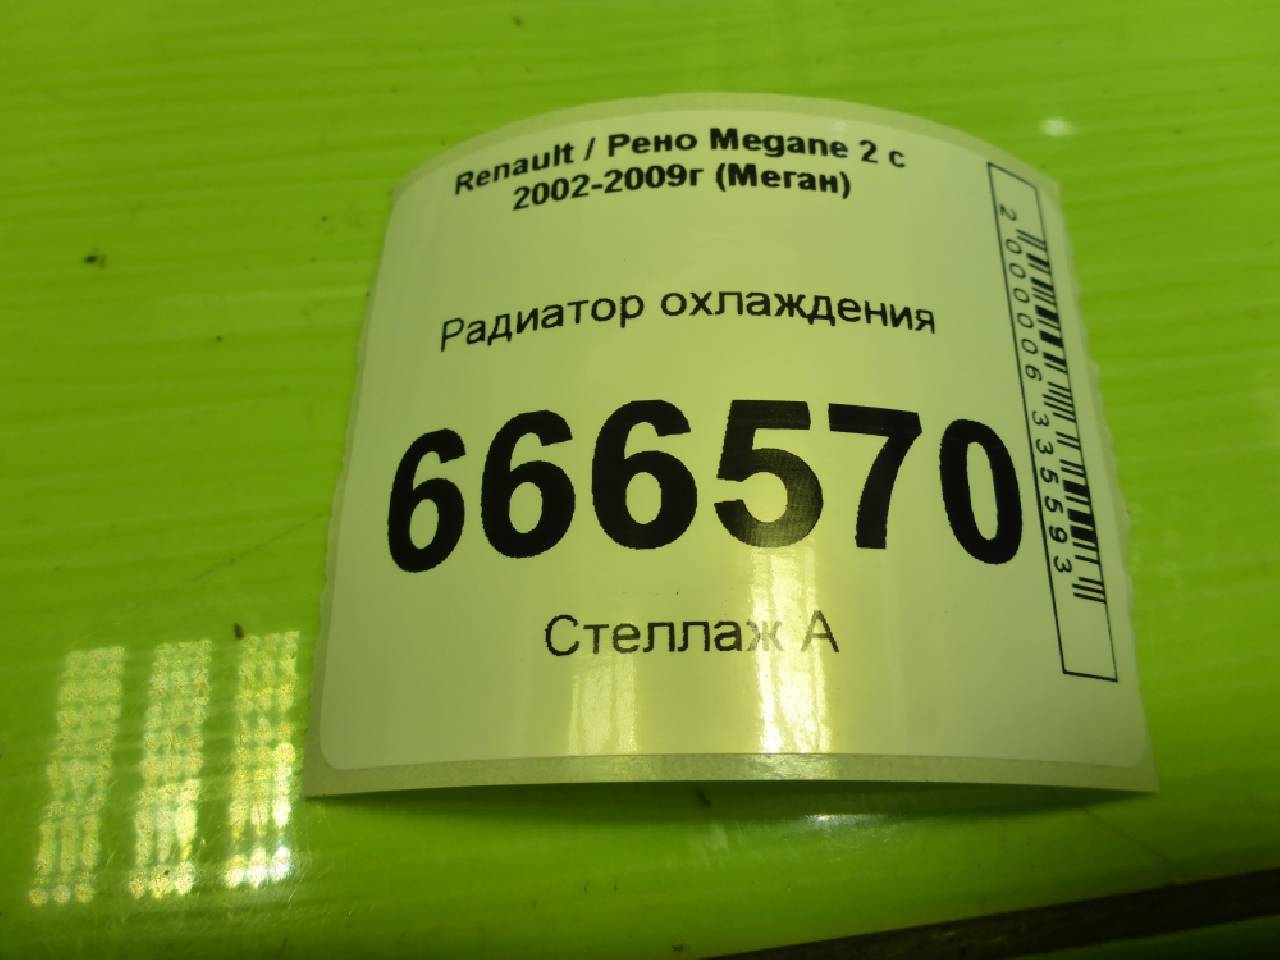 Renault / Рено Megane 2 с
2002-2009г (Меган)
Радиатор охлаждения
666570
Стеллаж А
2000006335593